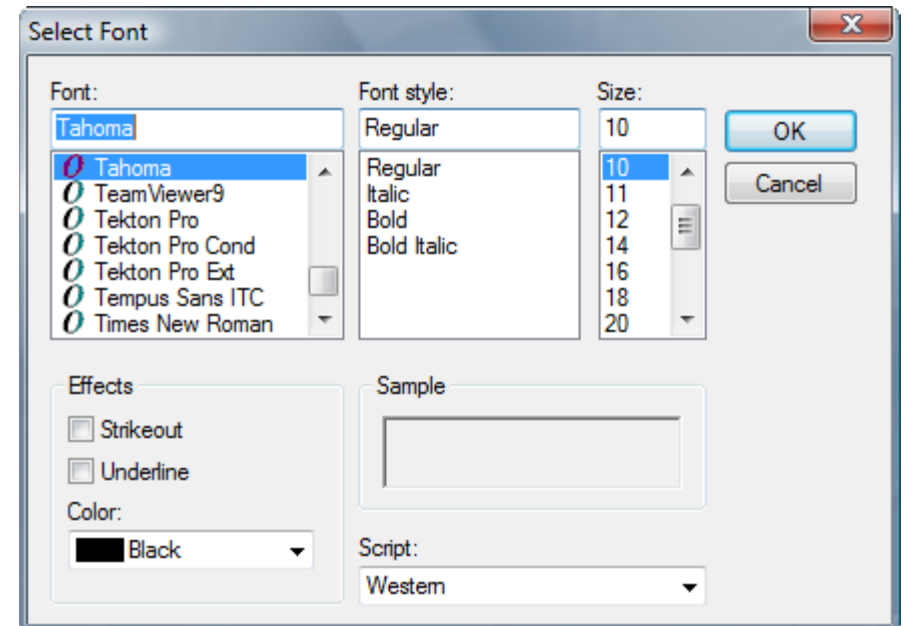 Select Font
Font:
Font style:
Size:
Tahoma
Regular
10
OK
Cancel
Tahoma
TeamViewer9
Tekton Pro
Tekton Pro Cond
Tekton Pro Ext
Tempus Sans ITC
Times New Roman
Regular
Italic
Bold
Bold Italic
10
11
12
14
16
18
20
Effects
Strikeout
Underline
Color:
Black
Sample
Script:
Western